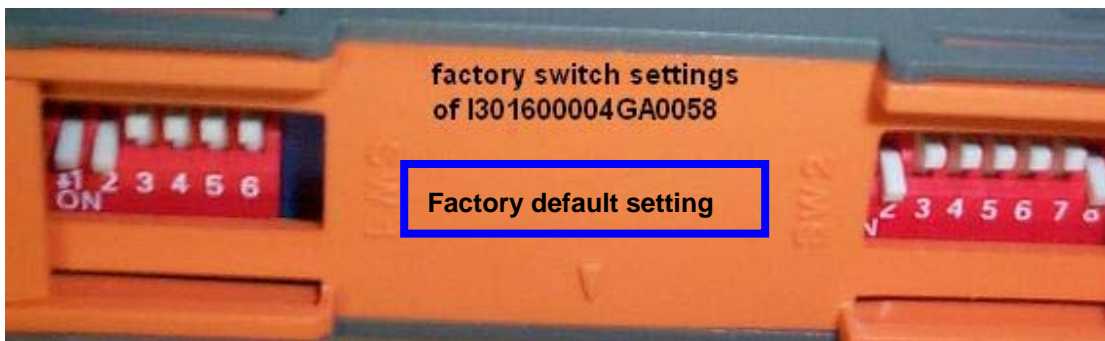 factory switch settings
of I301600004GA0058
Factory default setting
1 2 3 4 5 6
ON
2 3 4 5 6 7 8